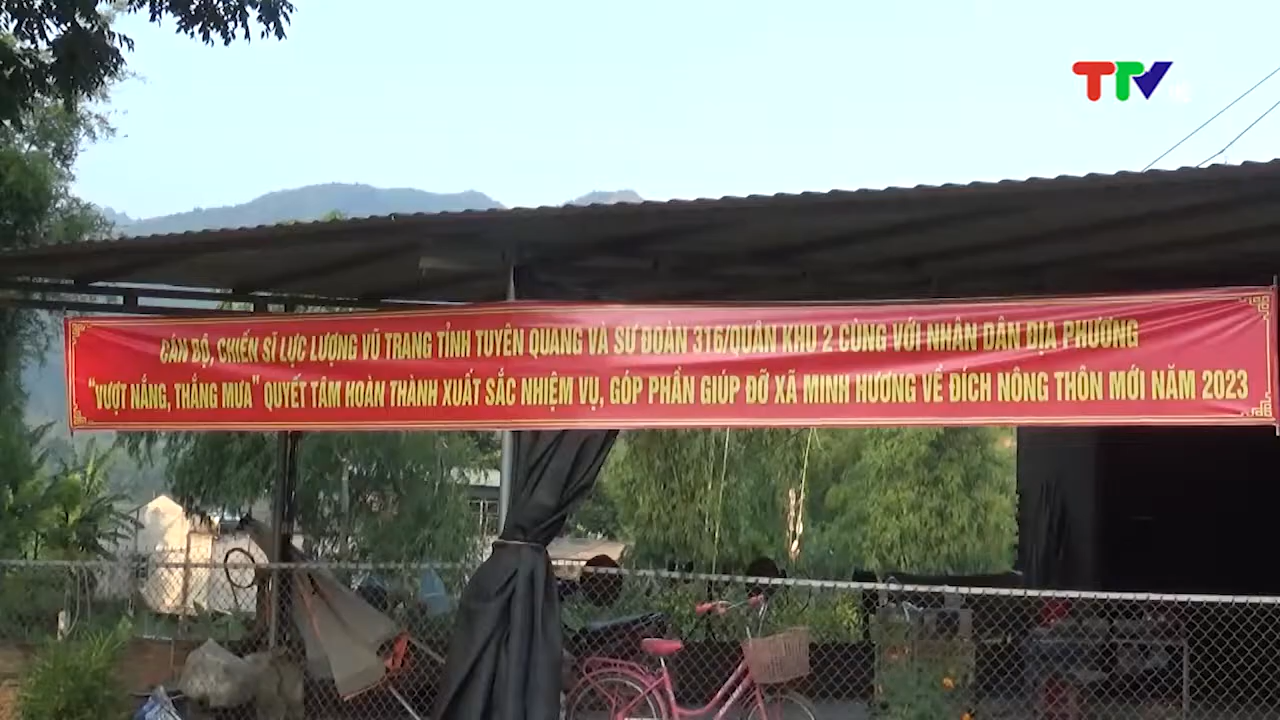 TTV
CÁN BỘ, CHIẾN SĨ LỰC LƯỢNG VŨ TRANG TỈNH TUYÊN QUANG VÀ SƯ ĐOÀN 316/QUÂN KHU 2 CÙNG VỚI NHÂN DÂN ĐỊA PHƯƠNG
"VƯỢT NẮNG, THẮNG MƯA" QUYẾT TÂM HOÀN THÀNH XUẤT SẮC NHIỆM VỤ, GÓP PHẦN GIÚP ĐỠ XÃ MINH HƯƠNG VỀ ĐÍCH NÔNG THÔN MỚI NĂM 2023